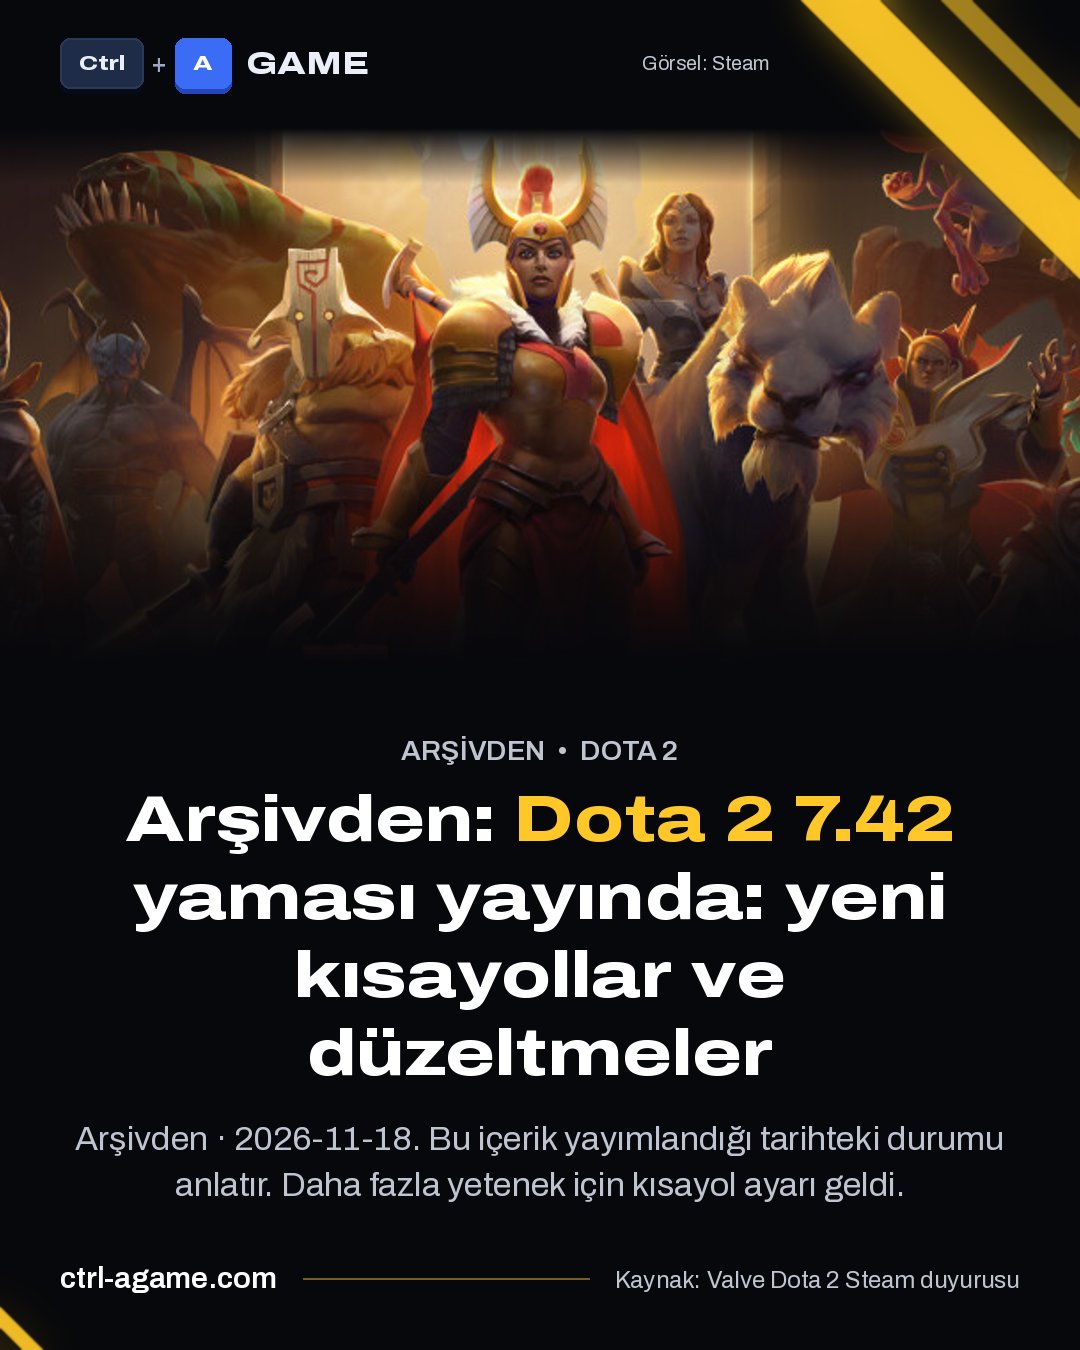 Ctrl + A GAME
Görsel: Steam
ARŞİVDEN • DOTA 2
Arşivden: Dota 2 7.42
yaması yayında: yeni
kısayollar ve
düzeltmeler
Arşivden · 2026-11-18. Bu içerik yayımlandığı tarihteki durumu
anlatır. Daha fazla yetenek için kısayol ayarı geldi.
ctrl-agame.com
Kaynak: Valve Dota 2 Steam duyurusu